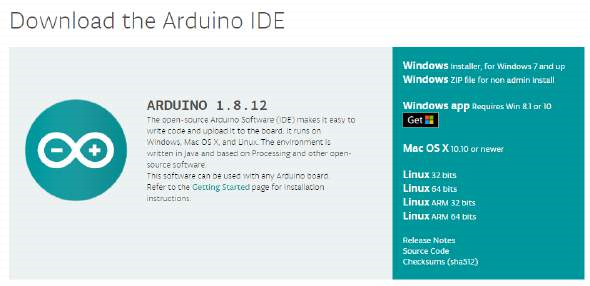 Download the Arduino IDE
ARDUINO 1.8.12
The open-source Arduino Software (IDE) makes it easy to
write code and upload it to the board. It runs on
Windows, Mac OS X, and Linux. The environment is
written in Java and based on Processing and other open-
source software.
This software can be used with any Arduino board.
Refer to the Getting Started page for Installation
instructions.
Windows Installer, for Windows 7 and up
Windows ZIP file for non admin install
Windows app Requires Win 8.1 or 10
Get
Mac OS X 10.10 or newer
Linux 32 bits
Linux 64 bits
Linux ARM 32 bits
Linux ARM 64 bits
Release Notes
Source Code
Checksums (sha512)